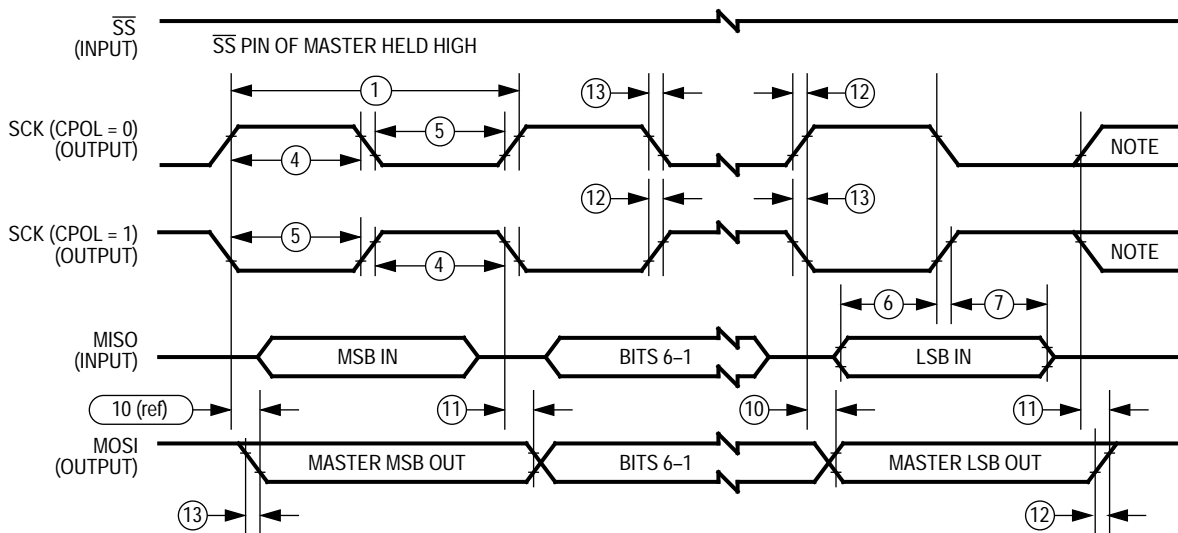 SS
(INPUT)
SS PIN OF MASTER HELD HIGH
1
13
12
SCK (CPOL = 0)
(OUTPUT)
5
4
NOTE
12
13
SCK (CPOL = 1)
(OUTPUT)
5
4
NOTE
6
7
MISO
(INPUT)
MSB IN
BITS 6–1
LSB IN
10 (ref)
11
10
11
MOSI
(OUTPUT)
MASTER MSB OUT
BITS 6–1
MASTER LSB OUT
13
12